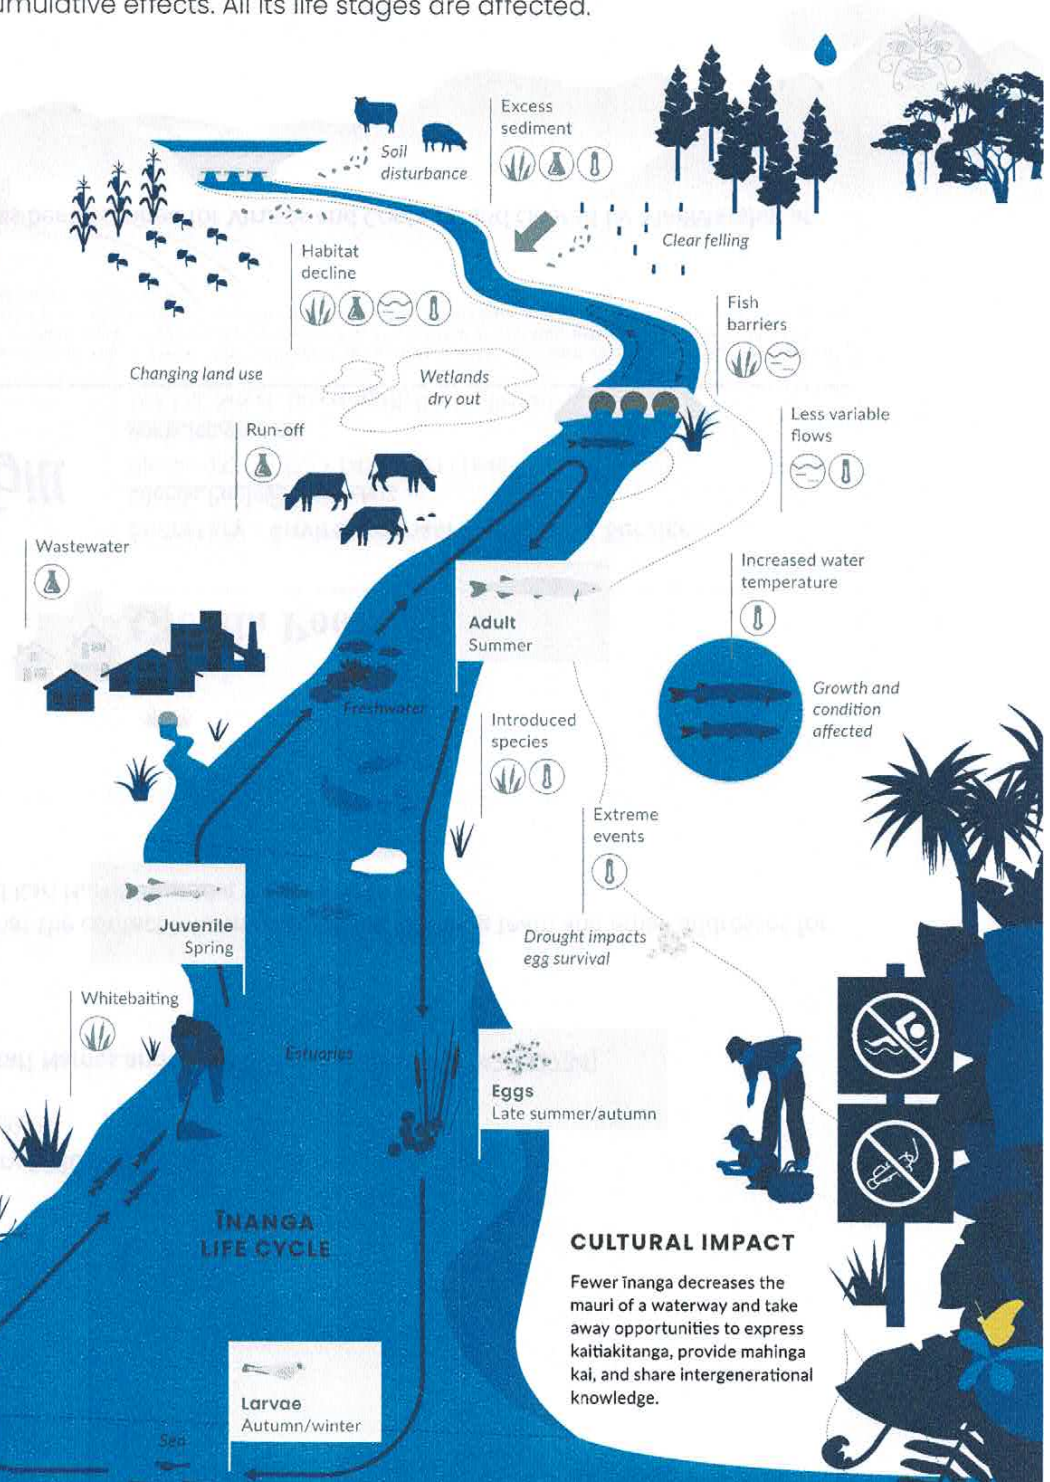 umulative effects. All its life stages are affected.
Excess
sediment
Soil
disturbance
Clear felling
Habitat
decline
Fish
barriers
Changing land use
Wetlands
dry out
Less variable
flows
Run-off
Wastewater
Increased water
temperature
Adult
Summer
Growth and
condition
affected
Freshwater
Introduced
species
Extreme
events
Juvenile
Spring
Drought impacts
egg survival
Whitebaiting
Estuaries
Eggs
Late summer/autumn
ĪNANGA
LIFE CYCLE
CULTURAL IMPACT
Fewer īnanga decreases the
mauri of a waterway and take
away opportunities to express
kaitiakitanga, provide mahinga
kai, and share intergenerational
knowledge.
Larvae
Autumn/winter
Sea